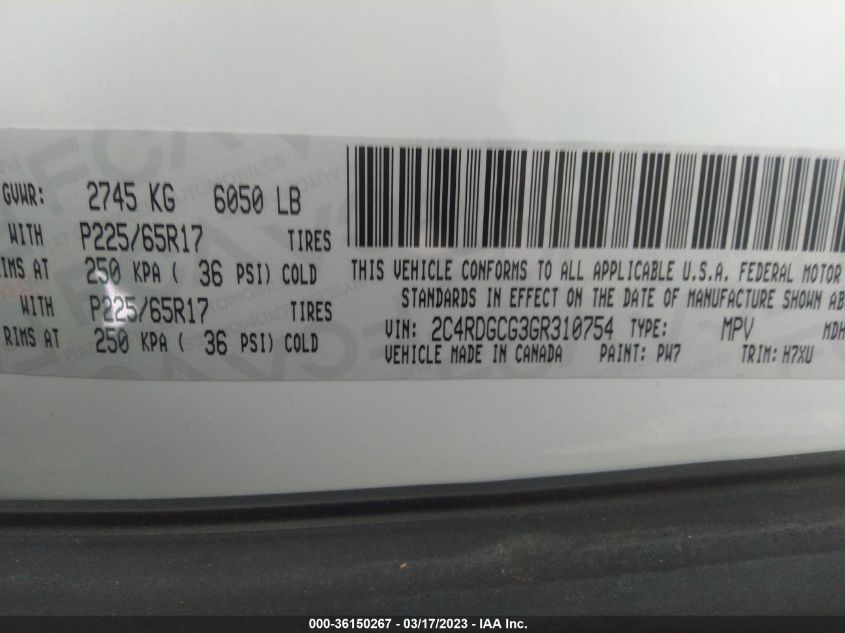 GVWR: 2745 KG 6050 LB
WITH P225/65R17 TIRES
RIMS AT 250 KPA ( 36 PSI) COLD
WITH P225/65R17 TIRES
RIMS AT 250 KPA ( 36 PSI) COLD
THIS VEHICLE CONFORMS TO ALL APPLICABLE U.S.A. FEDERAL MOTOR
STANDARDS IN EFFECT ON THE DATE OF MANUFACTURE SHOWN AB
VIN: 2C4RDGCG3GR310754 TYPE: MPV MDH
VEHICLE MADE IN CANADA PAINT: PW7 TRIM: H7XU
000-36150267 - 03/17/2023 - IAA Inc.